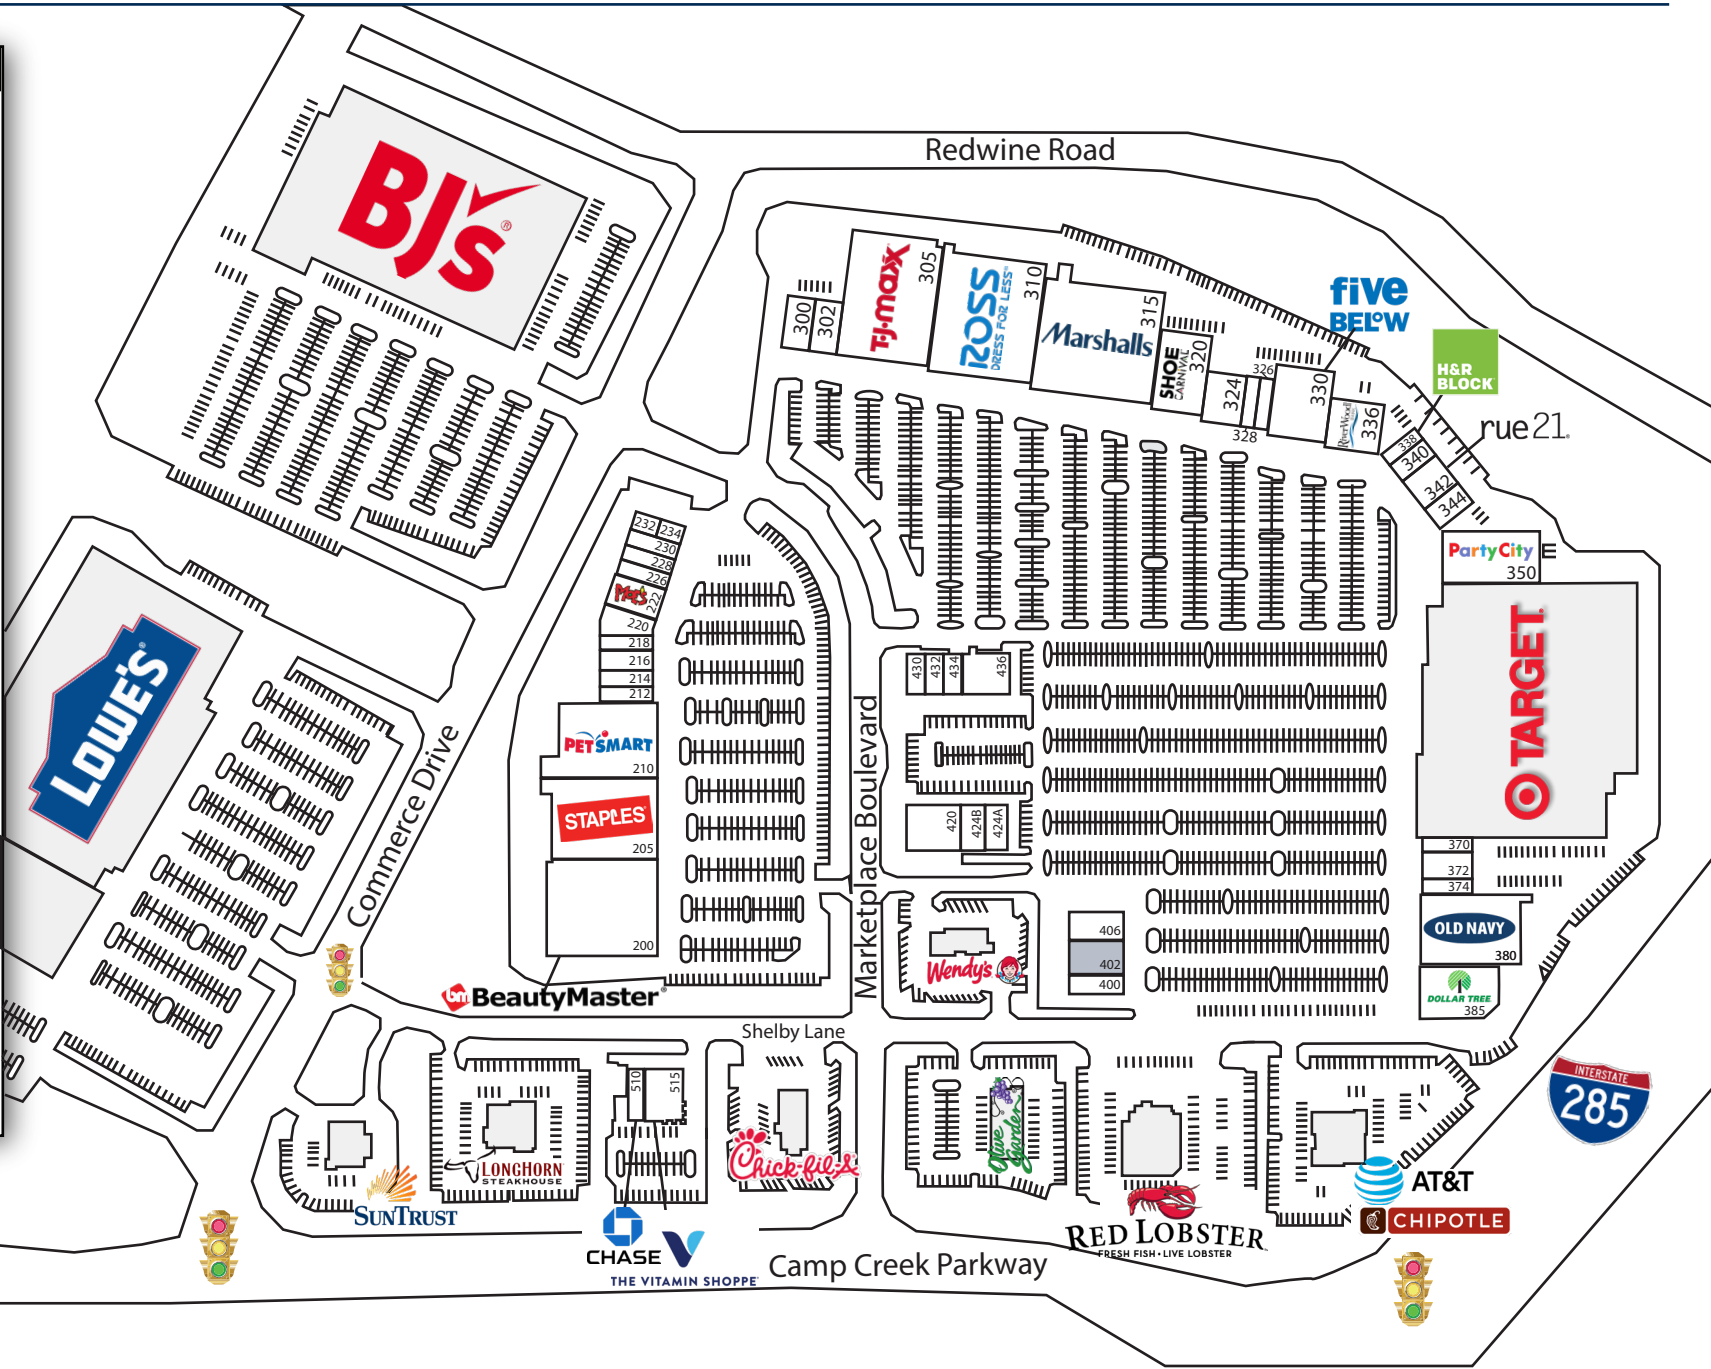 Redwine Road
BJ's
®
300
302
T.J.maxx
305
ROSS
DRESS FOR LESS
310
Marshalls
315
SHOE
CARNIVAL
320
324
326
328
330
five
BELOW
RiverWood
336
H&R
BLOCK
rue21
338
340
342
344
Party City
350
E
TARGET
370
372
374
OLD NAVY
380
DOLLAR TREE
385
232
234
230
228
226
222
220
218
216
214
212
PETSMART
210
STAPLES
205
200
BeautyMaster
bm
LOWE'S
Commerce Drive
Marketplace Boulevard
430
432
434
436
420
424B
424A
Wendy's
406
402
400
Shelby Lane
510
515
SUNTRUST
LONGHORN
STEAKHOUSE
CHASE
THE VITAMIN SHOPPE
Chick-fil-A
Olive
Garden
RED LOBSTER
FRESH FISH • LIVE LOBSTER
AT&T
CHIPOTLE
INTERSTATE
285
Camp Creek Parkway